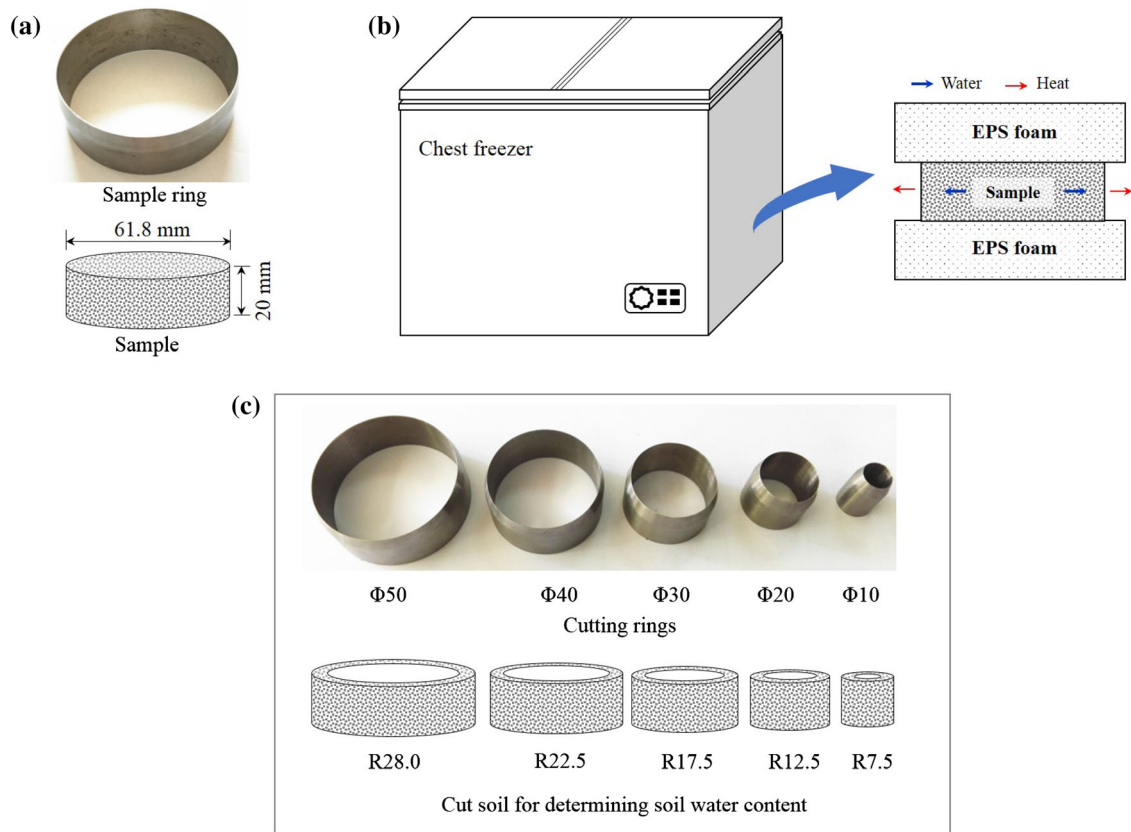 (a)
Sample ring
61.8 mm
20 mm
Sample
(b)
Chest freezer
Water Heat
EPS foam
Sample
EPS foam
(c)
Φ50 Φ40 Φ30 Φ20 Φ10
Cutting rings
R28.0 R22.5 R17.5 R12.5 R7.5
Cut soil for determining soil water content